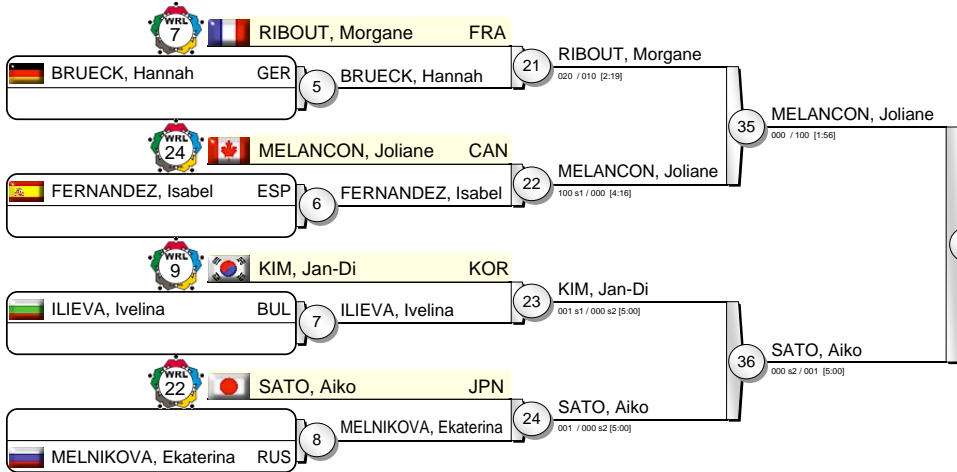 WRL
7
RIBOUT, Morgane FRA
BRUECK, Hannah GER
5
BRUECK, Hannah
21
RIBOUT, Morgane
020 / 010 [2:19]
WRL
24
MELANCON, Joliane CAN
FERNANDEZ, Isabel ESP
6
FERNANDEZ, Isabel
22
MELANCON, Joliane
100 s1 / 000 [4:16]
35
MELANCON, Joliane
000 / 100 [1:56]
WRL
9
KIM, Jan-Di KOR
ILIEVA, Ivelina BUL
7
ILIEVA, Ivelina
23
KIM, Jan-Di
001 s1 / 000 s2 [5:00]
WRL
22
SATO, Aiko JPN
8
MELNIKOVA, Ekaterina
MELNIKOVA, Ekaterina RUS
24
SATO, Aiko
001 / 000 s2 [5:00]
36
SATO, Aiko
000 s2 / 001 [5:00]